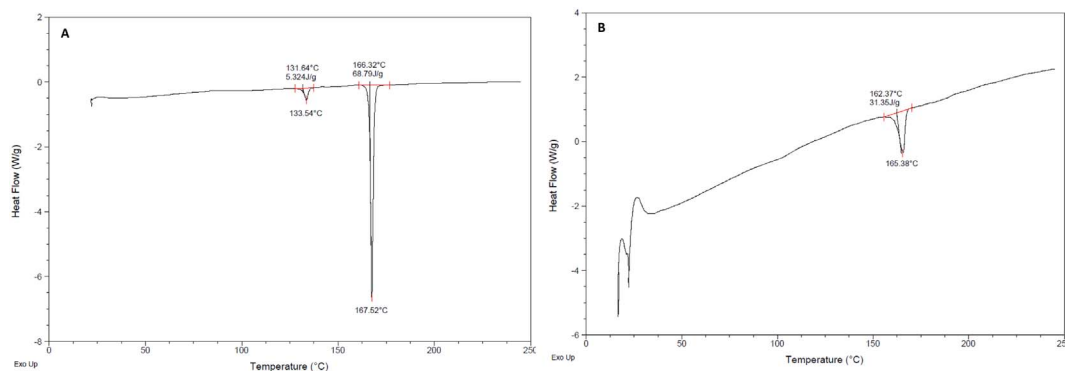 A
2
0
-2
-4
-6
-8
Heat Flow (W/g)
131.64°C
5.324J/g
133.54°C
166.32°C
68.79J/g
167.52°C
0
50
100
150
200
250
Exo Up
Temperature (°C)
B
4
2
0
-2
-4
-6
Heat Flow (W/g)
162.37°C
31.35J/g
165.38°C
0
50
100
150
200
25
Exo Up
Temperature (°C)